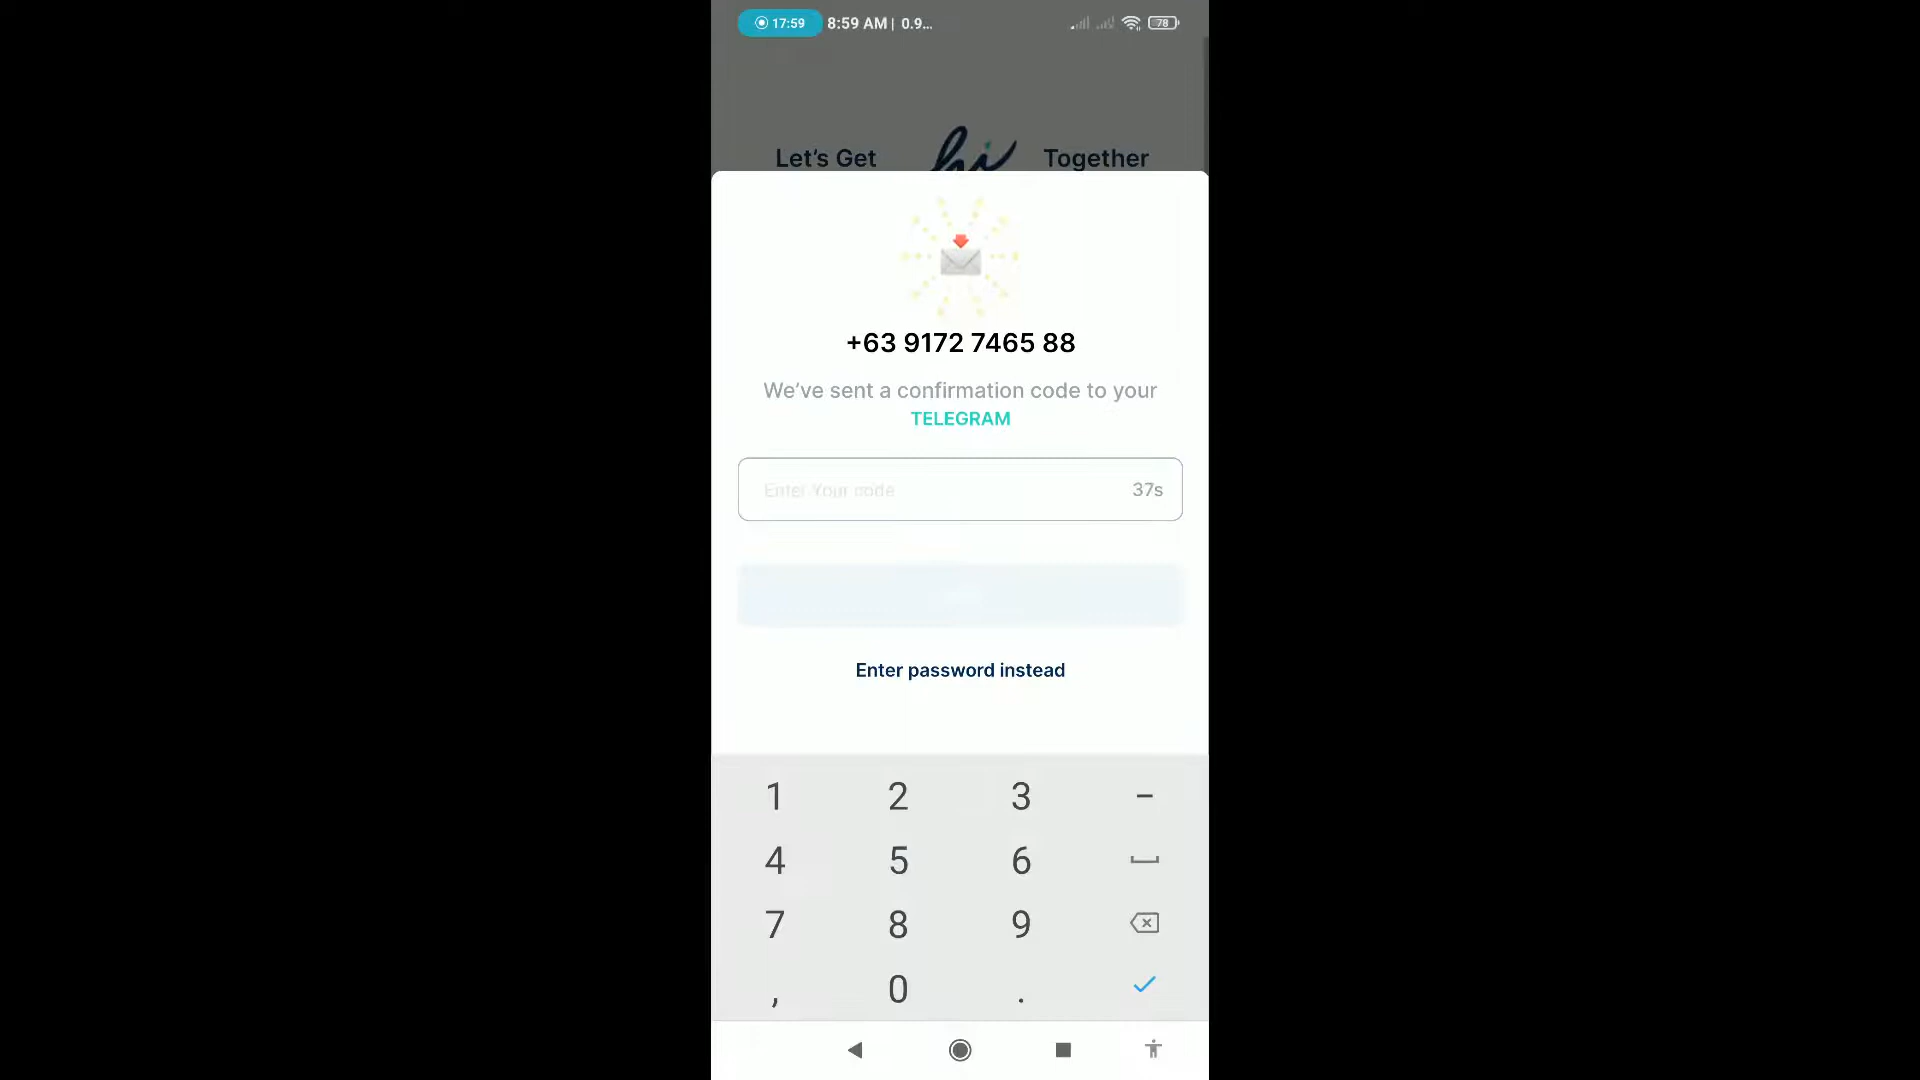 17:59 8:59 AM | 0.9... 78
Let's Get hi Together
+63 9172 7465 88
We've sent a confirmation code to your
TELEGRAM
Enter Your code 37s
Enter password instead
1 2 3 -
4 5 6
7 8 9
, 0 .